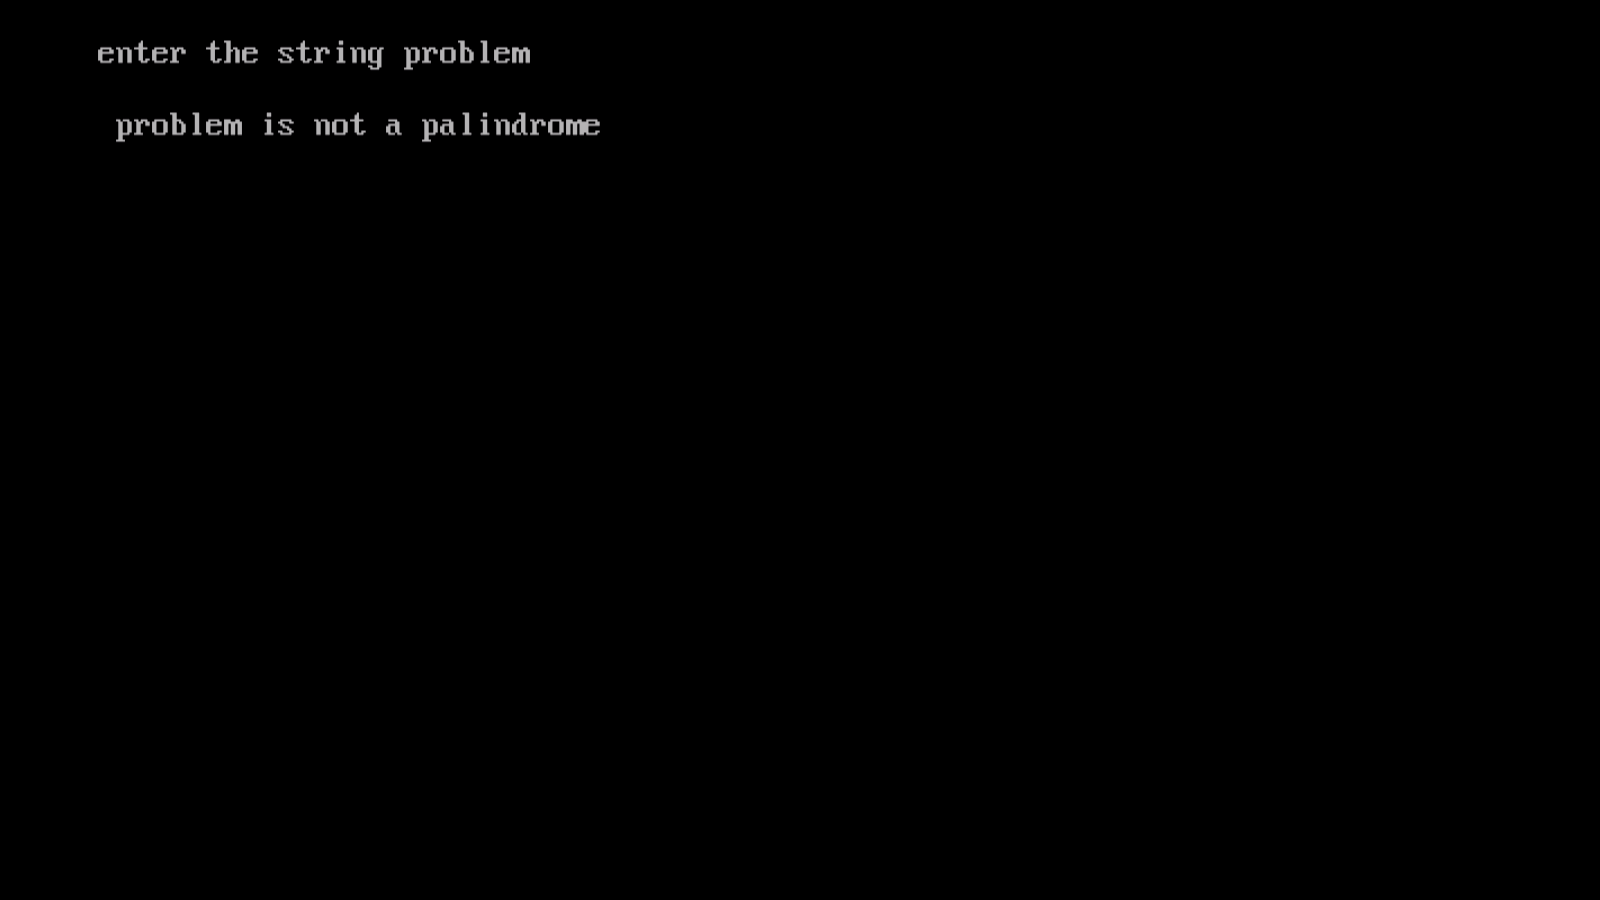 enter the string problem
problem is not a palindrome